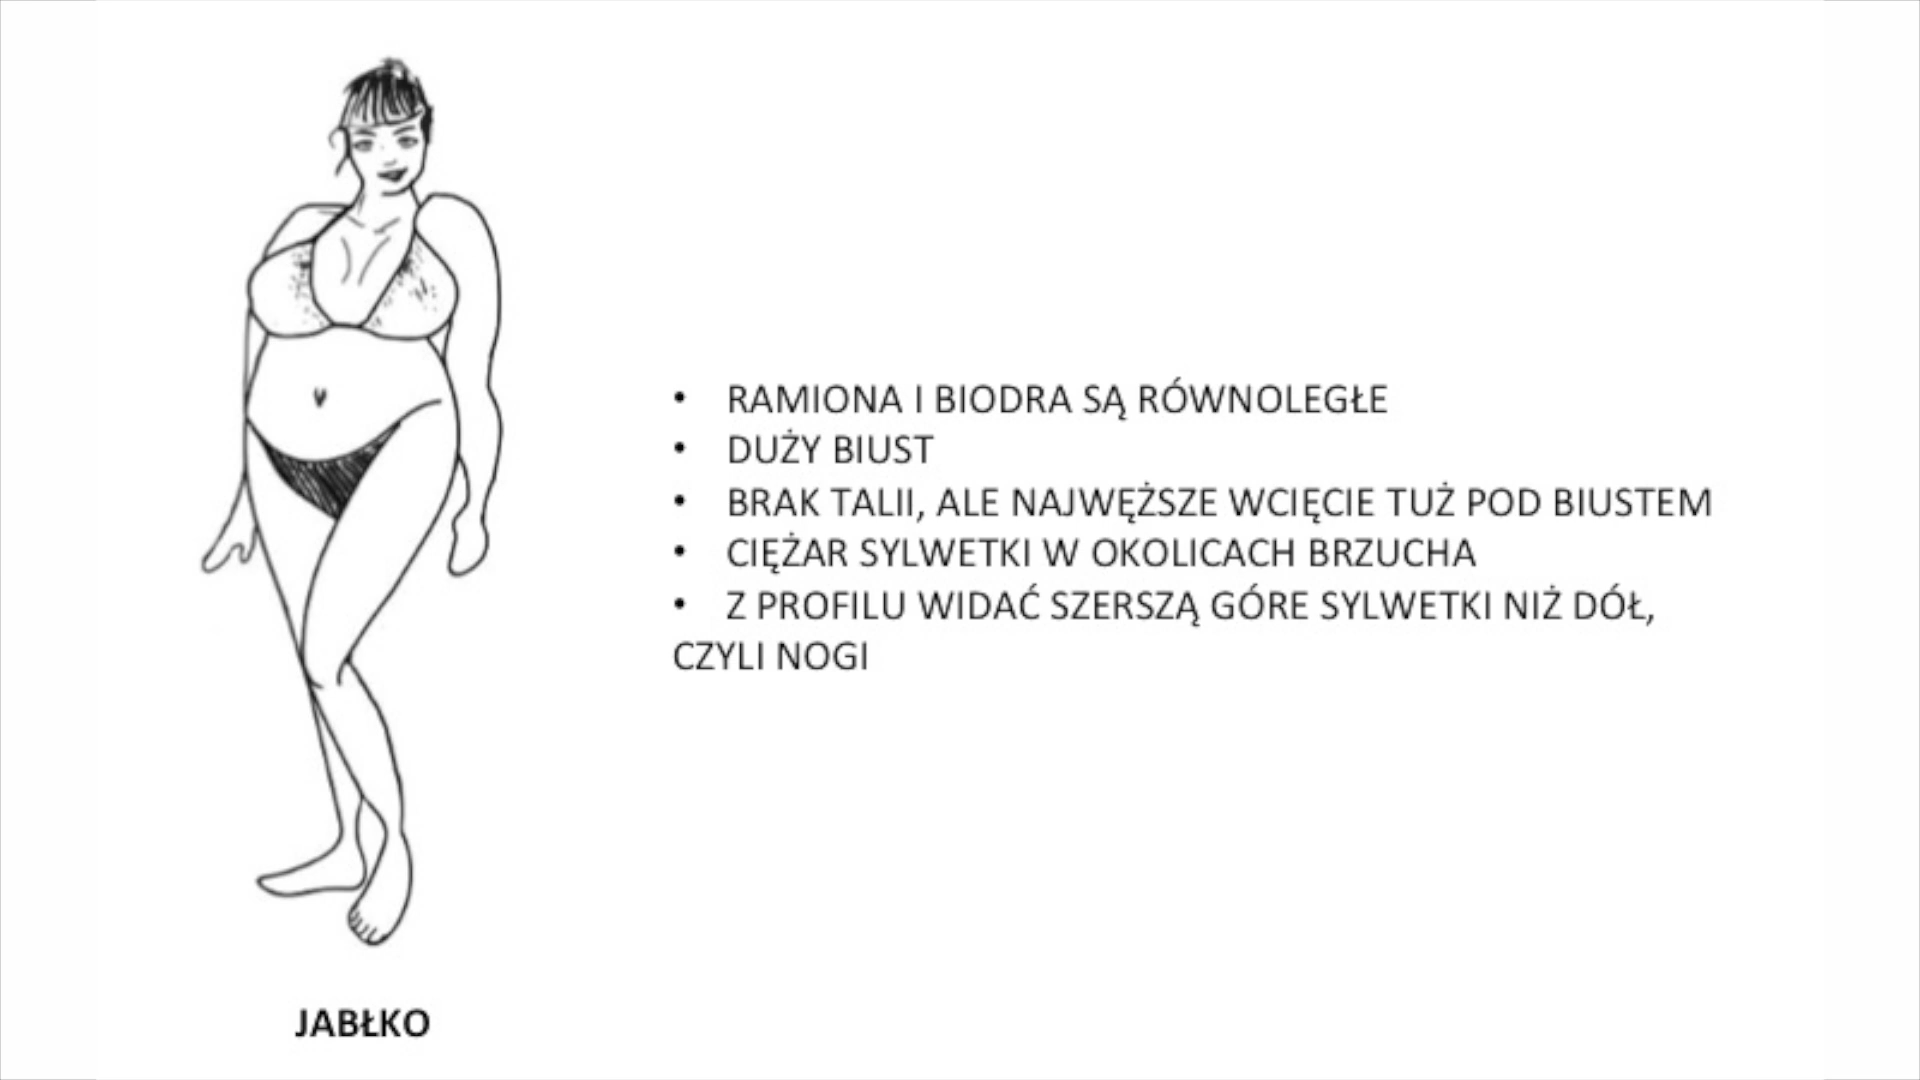 • RAMIONA I BIODRA SĄ RÓWNOLEGŁE
• DUŻY BIUST
• BRAK TALII, ALE NAJWĘŻSZE WCIĘCIE TUŻ POD BIUSTEM
• CIĘŻAR SYLWETKI W OKOLICACH BRZUCHA
• Z PROFILU WIDAĆ SZERSZĄ GÓRE SYLWETKI NIŻ DÓŁ,
CZYLI NOGI
JABŁKO